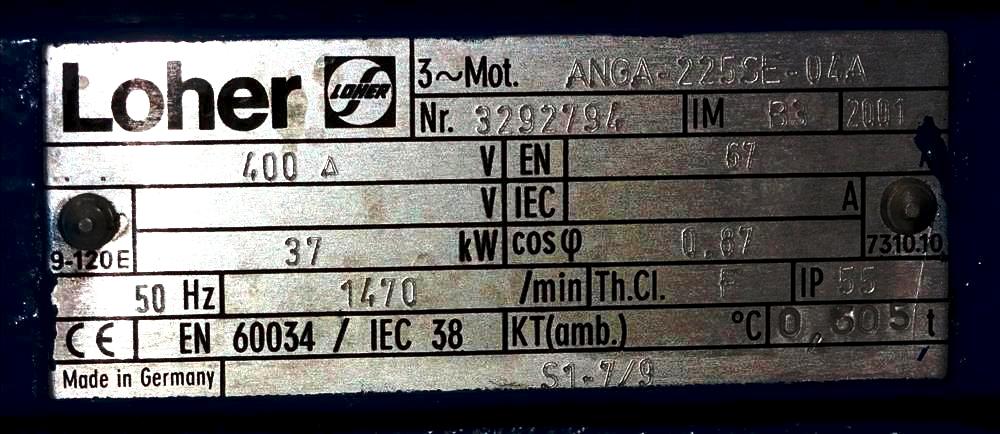 Loher LOHER
3~Mot. ANGA-225SE-04A
Nr. 3292794 IM B3 2001
400 Δ V EN 67 A
V IEC A
9-120E 37 kW cosφ 0.87 7310.10
50 Hz 1470 /min Th.Cl. F IP 55
CE EN 60034 / IEC 38 KT(amb.) °C 0,305 t
Made in Germany S1-7/9